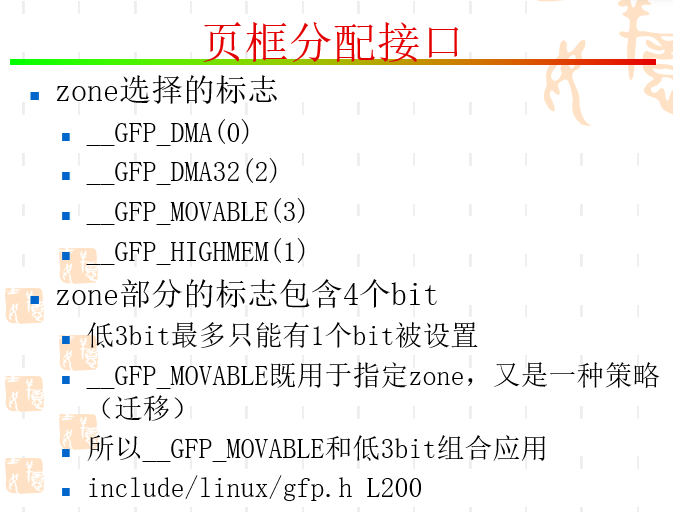 页框分配接口
zone选择的标志
__GFP_DMA(0)
__GFP_DMA32(2)
__GFP_MOVABLE(3)
__GFP_HIGHMEM(1)
zone部分的标志包含4个bit
低3bit最多只能有1个bit被设置
__GFP_MOVABLE既用于指定zone，又是一种策略
（迁移）
所以__GFP_MOVABLE和低3bit组合应用
include/linux/gfp.h L200